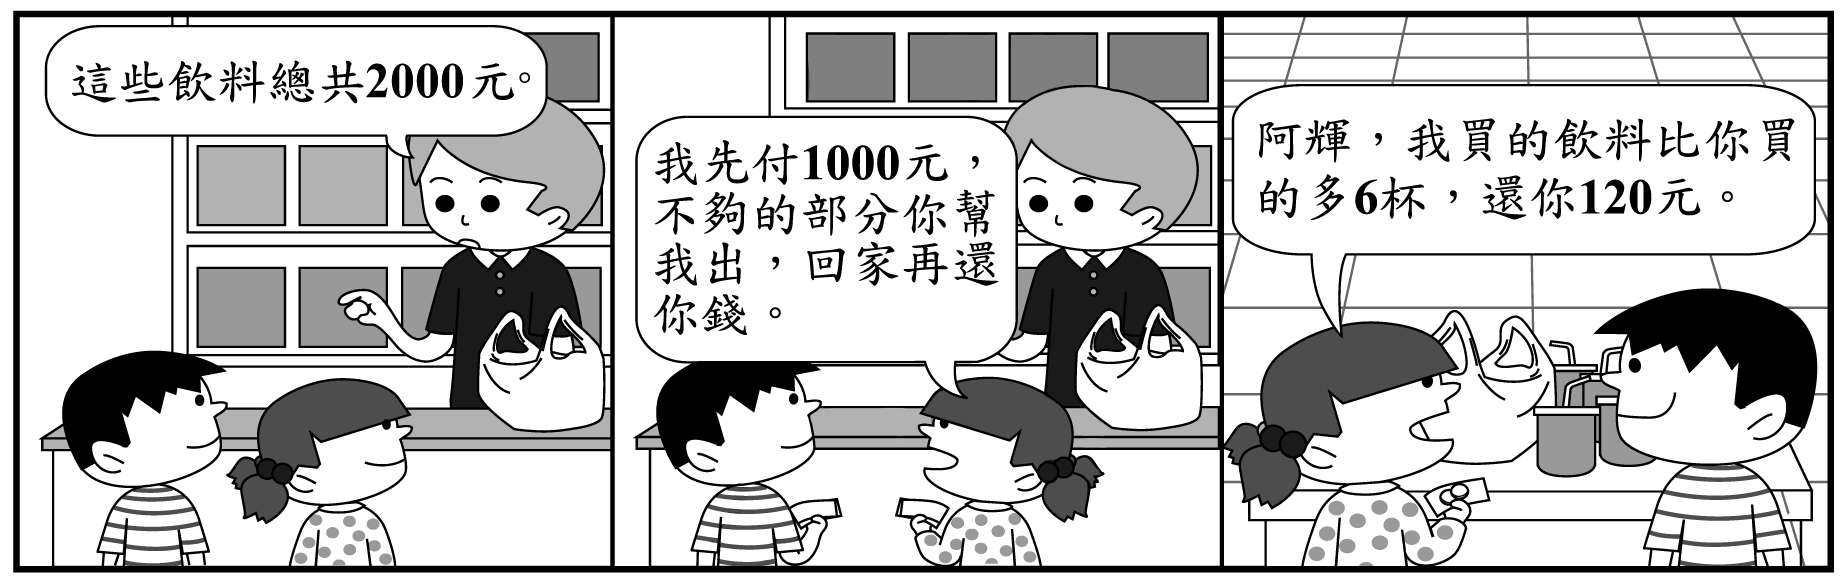 這些飲料總共2000元。
我先付1000元，
不夠的部分你幫
我出，回家再還
你錢。
阿輝，我買的飲料比你買
的多6杯，還你120元。